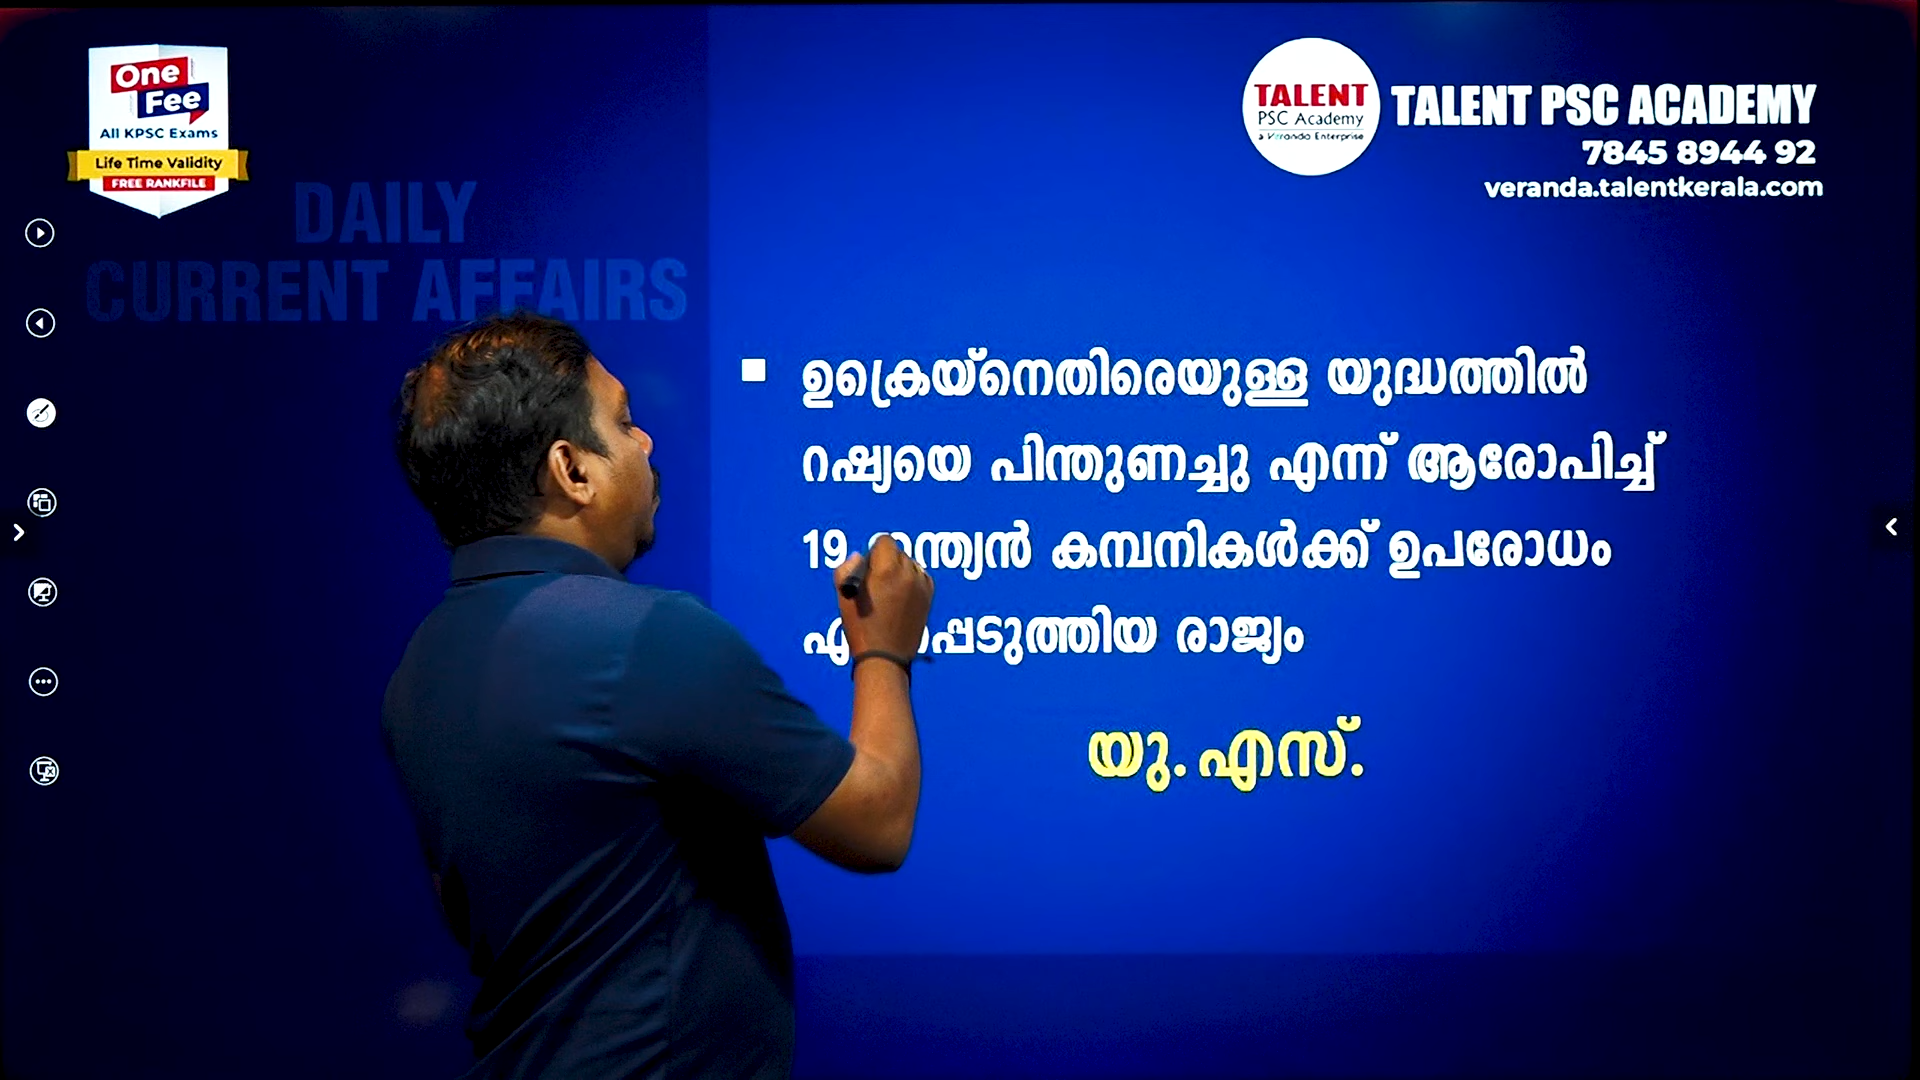 One
Fee
All KPSC Exams
Life Time Validity
FREE RANKFILE
DAILY
CURRENT AFFAIRS
TALENT
PSC Academy
a Veranda Enterprise
TALENT PSC ACADEMY
7845 8944 92
veranda.talentkerala.com
ഉക്രെയ്നെതിരെയുള്ള യുദ്ധത്തിൽ
റഷ്യയെ പിന്തുണച്ചു എന്ന് ആരോപിച്ച്
19 കമ്പനികൾക്ക് ഉപരോധം
രാജ്യം
യു. എസ്.